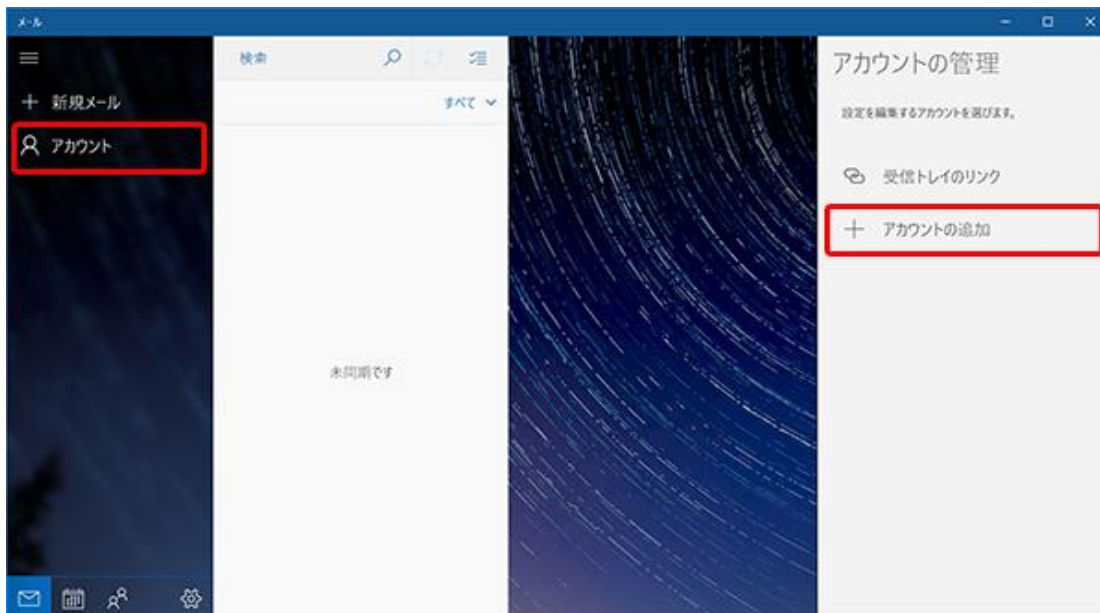 メール
新規メール
アカウント
検索
すべて
未同期です
アカウントの管理
設定を編集するアカウントを選びます。
受信トレイのリンク
アカウントの追加